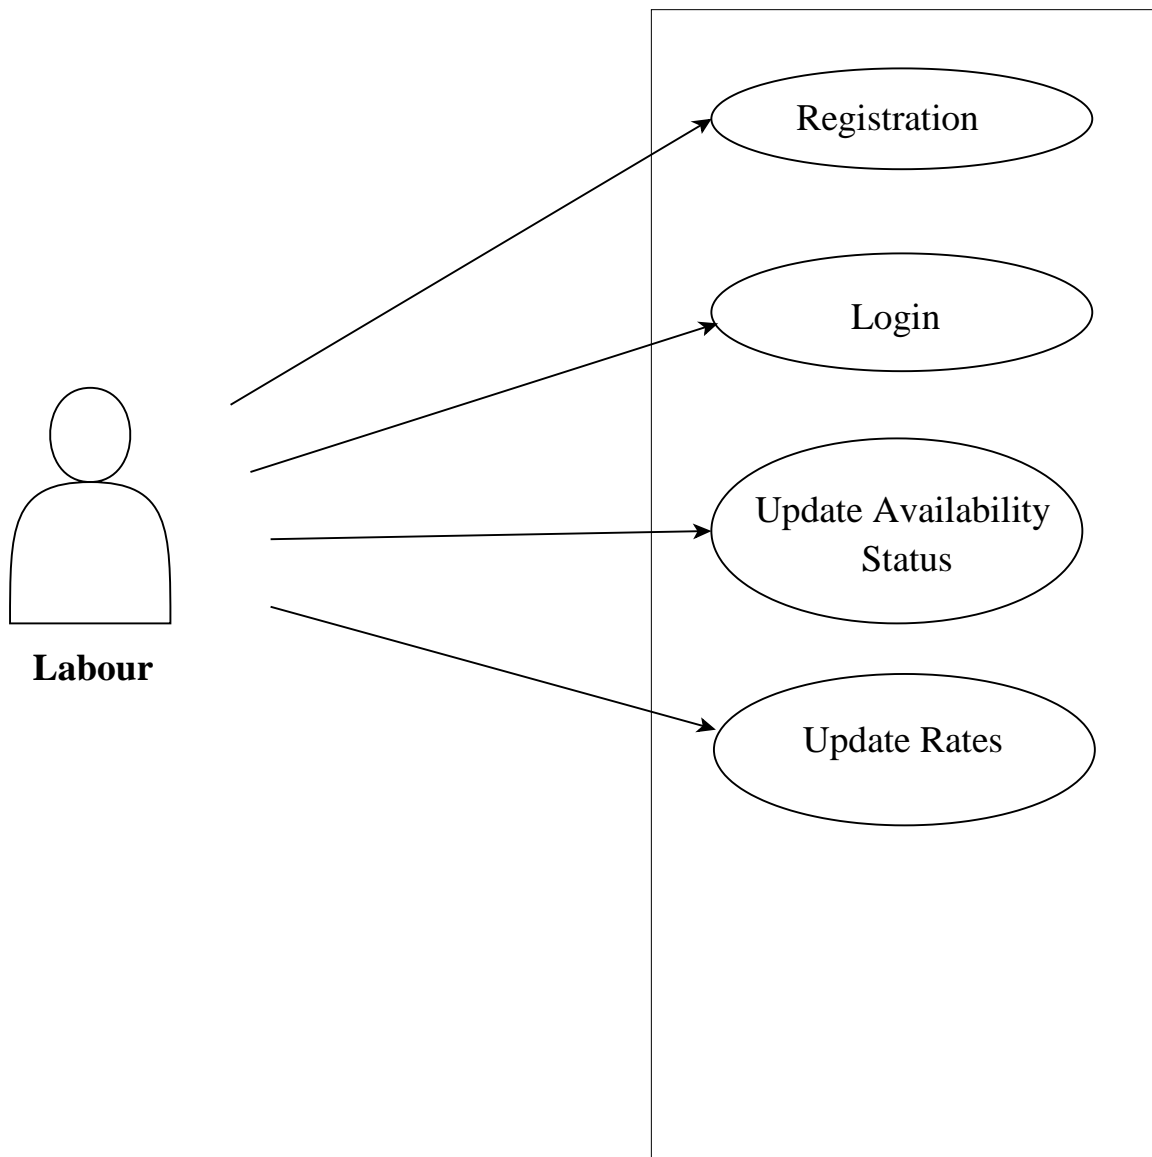 Registration
Login
Update Availability
Status
Labour
Update Rates